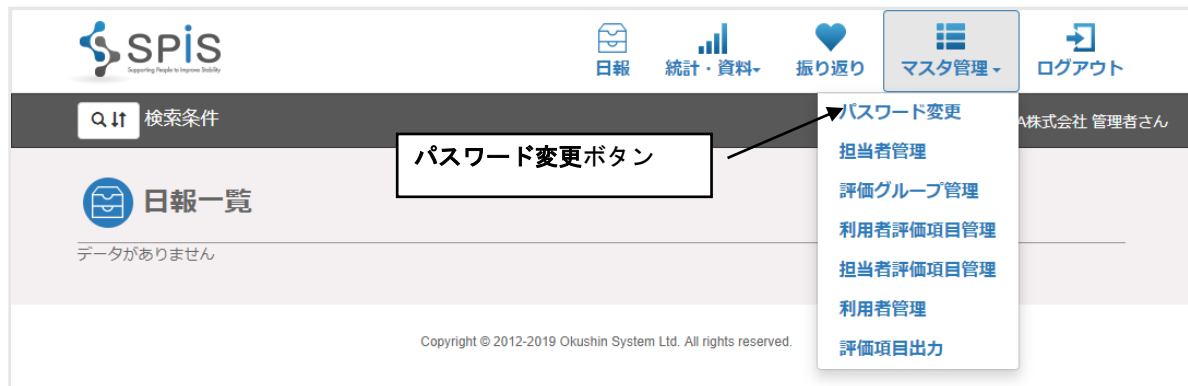 SPiS
Supporting People to Improve Stability
日報
統計・資料
振り返り
マスタ管理
ログアウト
検索条件
A株式会社 管理者さん
パスワード変更ボタン
パスワード変更
担当者管理
評価グループ管理
利用者評価項目管理
担当者評価項目管理
利用者管理
評価項目出力
日報一覧
データがありません
Copyright © 2012-2019 Okushin System Ltd. All rights reserved.